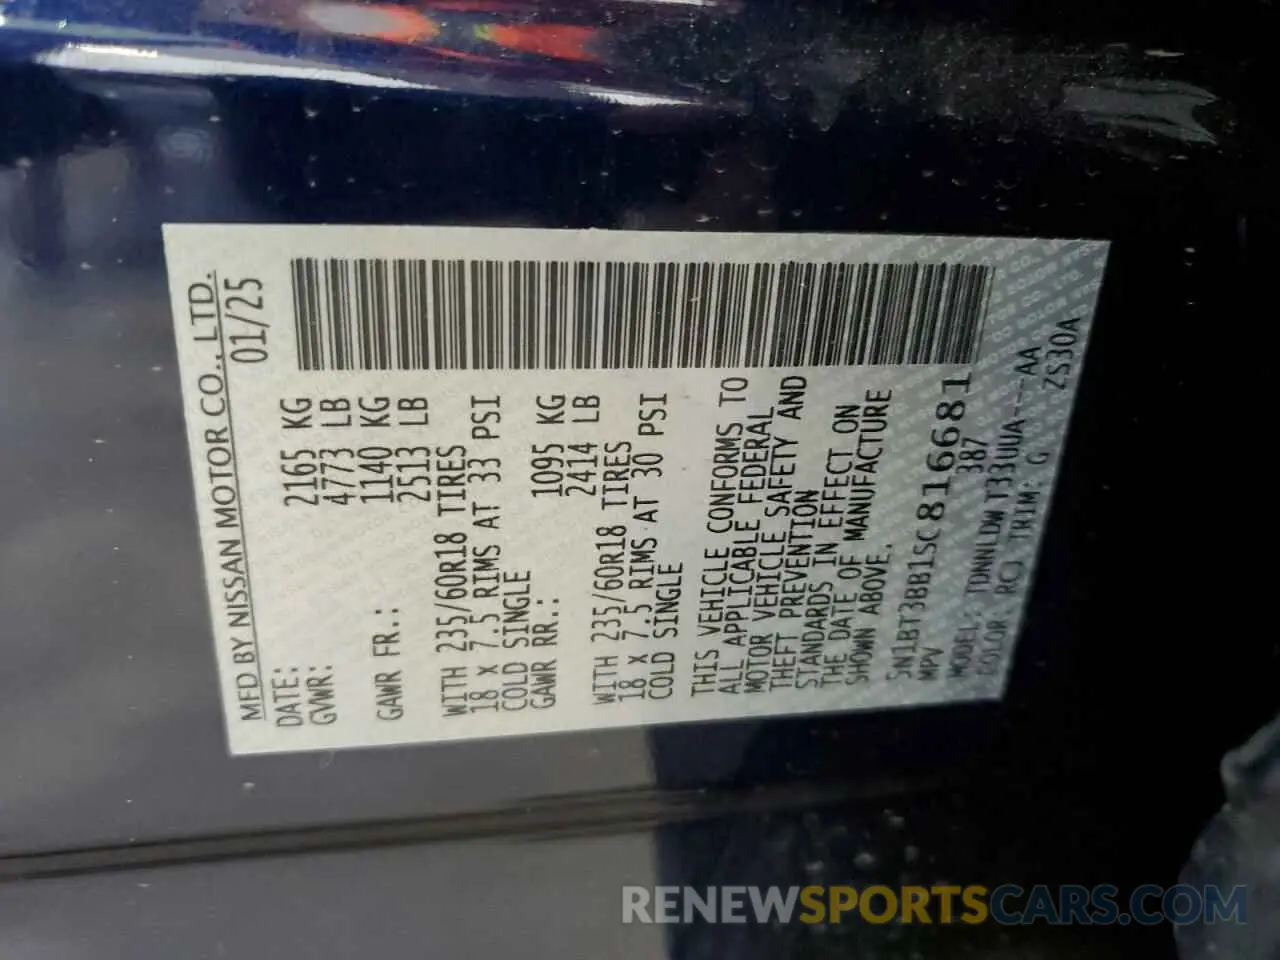 MFD BY NISSAN MOTOR CO., LTD.
DATE: 01/25
GVWR: 2165 KG
4773 LB
GAWR FR.: 1140 KG
2513 LB
WITH 235/60R18 TIRES
18 X 7.5 RIMS AT 33 PSI
COLD SINGLE
GAWR RR.: 1095 KG
2414 LB
WITH 235/60R18 TIRES
18 X 7.5 RIMS AT 30 PSI
COLD SINGLE
THIS VEHICLE CONFORMS TO
ALL APPLICABLE FEDERAL
MOTOR VEHICLE SAFETY AND
THEFT PREVENTION
STANDARDS IN EFFECT ON
THE DATE OF MANUFACTURE
SHOWN ABOVE.
5N1BT3BB1SC816681
MPV 387
MODEL: TDNNLDW T33UUA---AA
COLOR: RCJ TRIM: G ZS30A
RENEWSPORTSCARS.COM